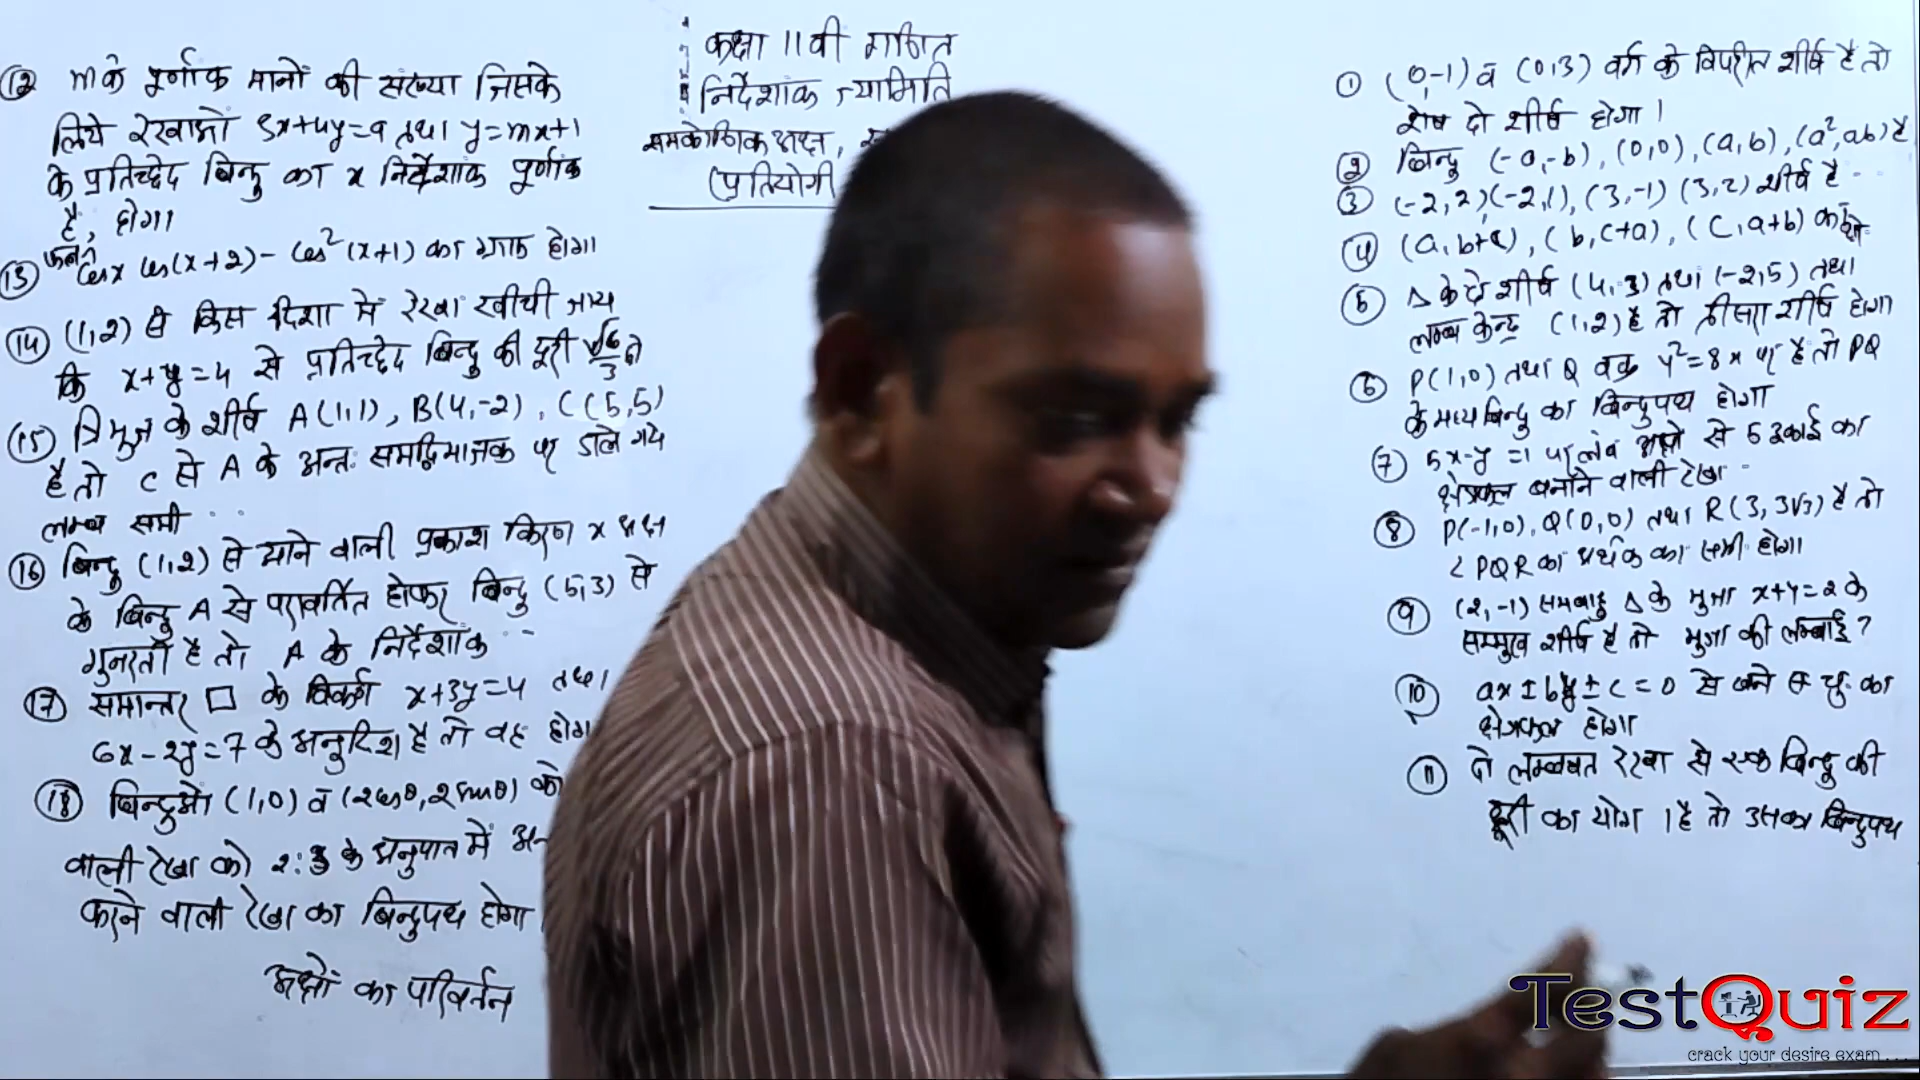 कक्षा 11वी गणित
निर्देशांक ज्यामिति
समकोणिक अक्ष,
(प्रतियोगी
① (0,-1) व (0,3) वर्ग के विपरीत शीर्ष है तो
शेष दो शीर्ष होगा।
② बिन्दु (-a,-b), (0,0), (a,b), (a²,ab) है
③ (-2,2)(-2,1), (3,-1) (3,2) शीर्ष है
④ (a,b+c), (b,c+a), (c,a+b)
⑤ Δ के दो शीर्ष (4,3) तथा (-2,5) तथा
लम्ब केन्द्र (1,2) है तो तीसरा शीर्ष होगा
⑥ P(1,0) तथा Q वक्र y²=8x पर है तो PQ
के मध्य बिन्दु का बिन्दुपथ होगा
⑦ 5x-y=1 पर लंब अक्षो से 5 इकाई का
क्षेत्रफल बनाने वाली रेखा
⑧ P(-1,0), Q(0,0) तथा R(3,3√3) है तो
∠PQR का अर्धक का समी. होगा
⑨ (2,-1) समबाहु Δ के भुजा x+y=2 के
सम्मुख शीर्ष है तो भुजा की लम्बाई?
⑩ ax±by±c=0 से बने स. चु. का
क्षेत्रफल होगा
⑪ दो लम्बवत रेखा से एक बिन्दु की
दूरी का योग 1 है तो उसका बिन्दुपथ
⑫ m के पूर्णांक मानों की संख्या जिसके
लिये रेखाओ 3x+4y=9 तथा y=mx+1
के प्रतिच्छेद बिन्दु का x निर्देशांक पूर्णांक
है, होगा
⑬ फलन cosx cos(x+2)-cos²(x+1) का ग्राफ होगा
⑭ (1,2) से किस दिशा में रेखा खीची जाय
कि x+y=4 से प्रतिच्छेद बिन्दु की दूरी √6/3 हो
⑮ त्रिभुज के शीर्ष A(1,1), B(4,-2), C(5,5)
है तो C से A के अन्तः समद्विभाजक पर डाले गये
लम्ब समी
⑯ बिन्दु (1,2) से आने वाली प्रकाश किरण x अक्ष
के बिन्दु A से परावर्तित होकर बिन्दु (5,3) से
गुजरती है तो A के निर्देशांक
⑰ समान्तर □ के विकर्ण x+3y=4 तथा
6x-2y=7 के अनुदिश है तो वह होगा
⑱ बिन्दुओ (1,0) व (2cosθ,2sinθ) को
वाली रेखा को 2:3 के अनुपात में
करने वाली रेखा का बिन्दुपथ होगा
अक्षों का परिवर्तन
TestQuiz
crack your desire exam...